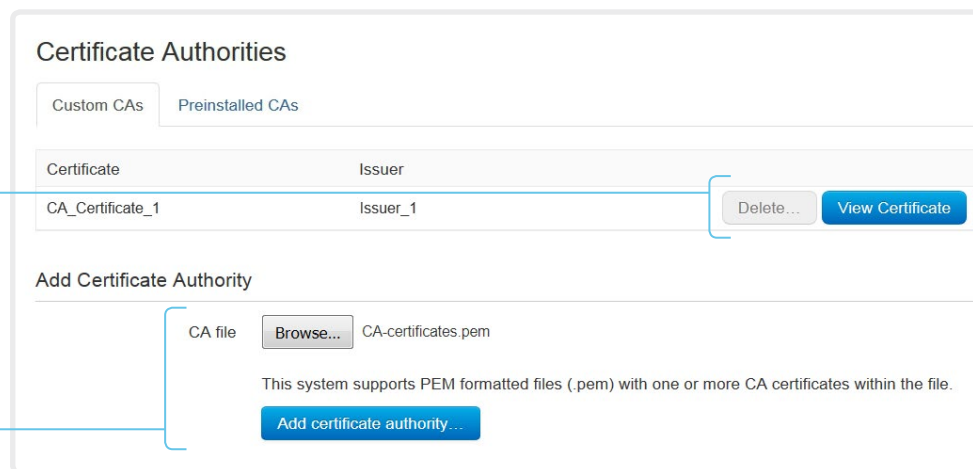 Certificate Authorities
Custom CAs Preinstalled CAs
Certificate Issuer
CA_Certificate_1 Issuer_1 Delete... View Certificate
Add Certificate Authority
CA file Browse... CA-certificates.pem
This system supports PEM formatted files (.pem) with one or more CA certificates within the file.
Add certificate authority...